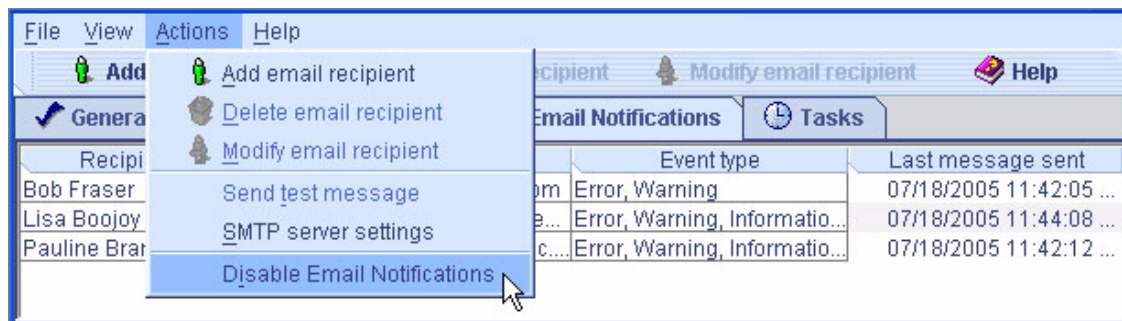 File View Actions Help
Add Modify email recipient Help
Add email recipient
Delete email recipient
Modify email recipient
Send test message
SMTP server settings
Disable Email Notifications
Email Notifications Tasks
Event type Last message sent
Bob Fraser om Error, Warning 07/18/2005 11:42:05 ...
Lisa Boojoy e... Error, Warning, Informatio... 07/18/2005 11:44:08 ...
Pauline Bran c.... Error, Warning, Informatio... 07/18/2005 11:42:12 ...